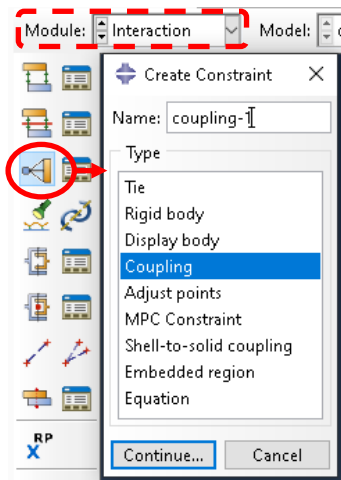 Module: Interaction Model:
Create Constraint
Name: coupling-1
Type
Tie
Rigid body
Display body
Coupling
Adjust points
MPC Constraint
Shell-to-solid coupling
Embedded region
Equation
RP
Continue... Cancel